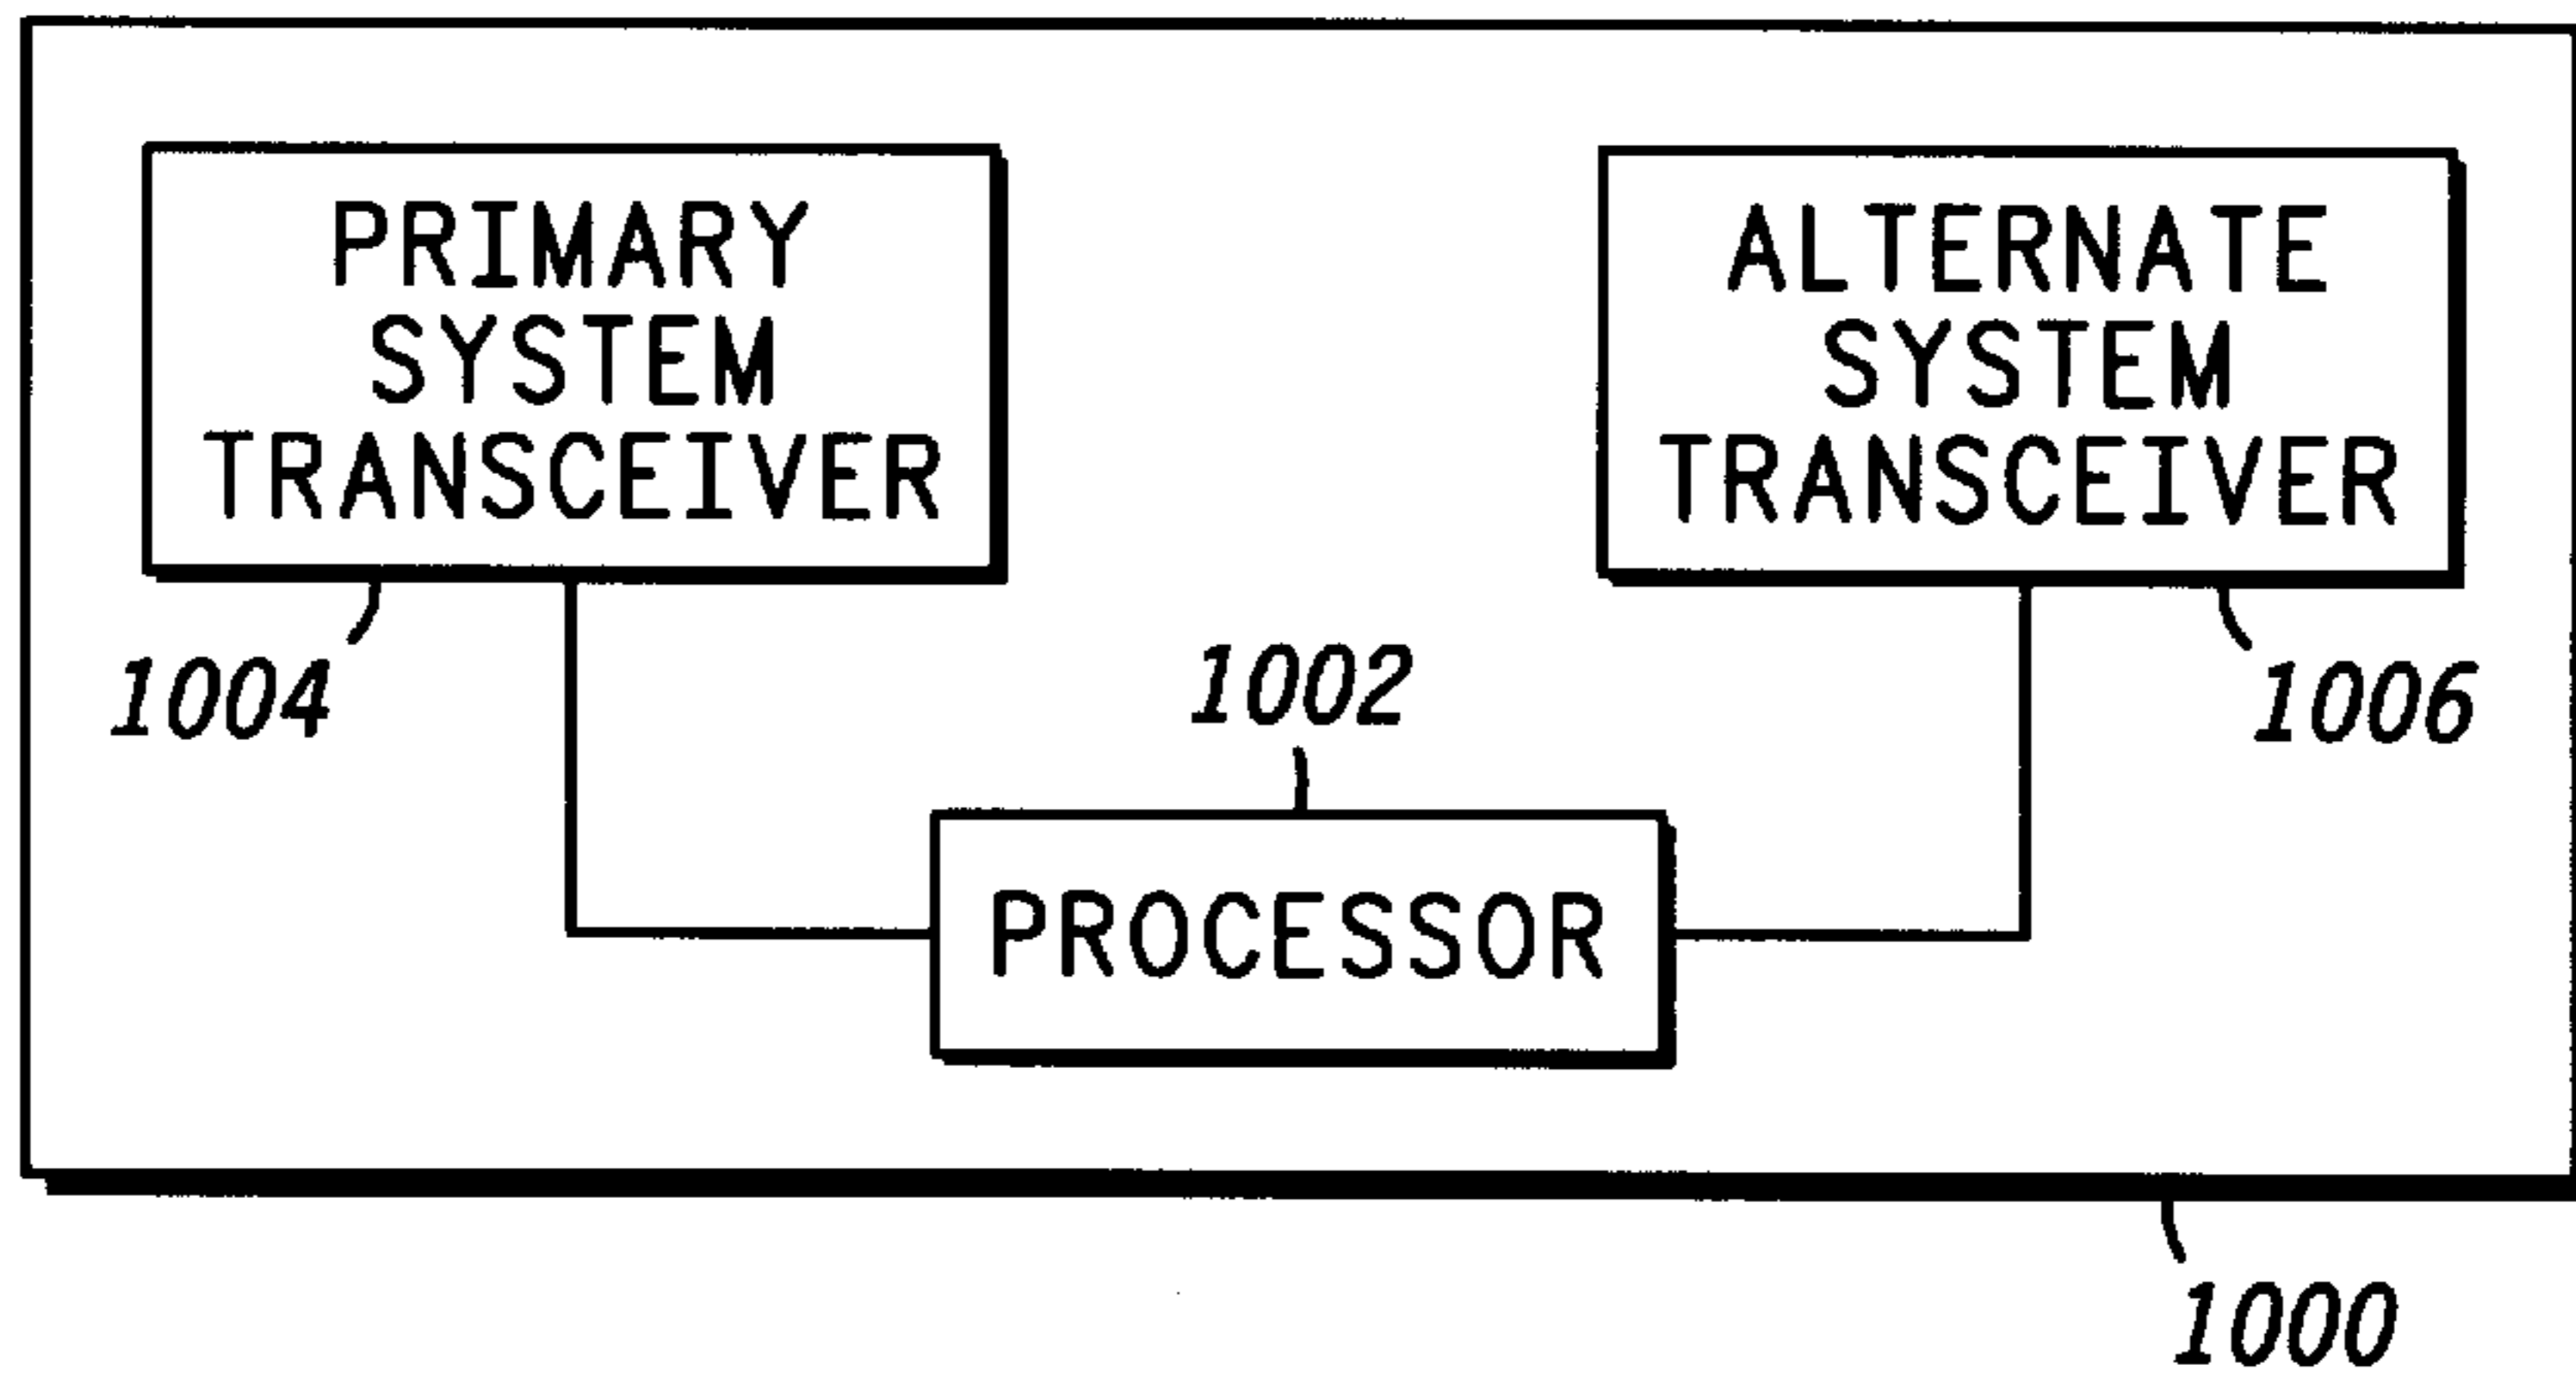 PRIMARY
SYSTEM
TRANSCEIVER
ALTERNATE
SYSTEM
TRANSCEIVER
1004
1002
1006
PROCESSOR
1000